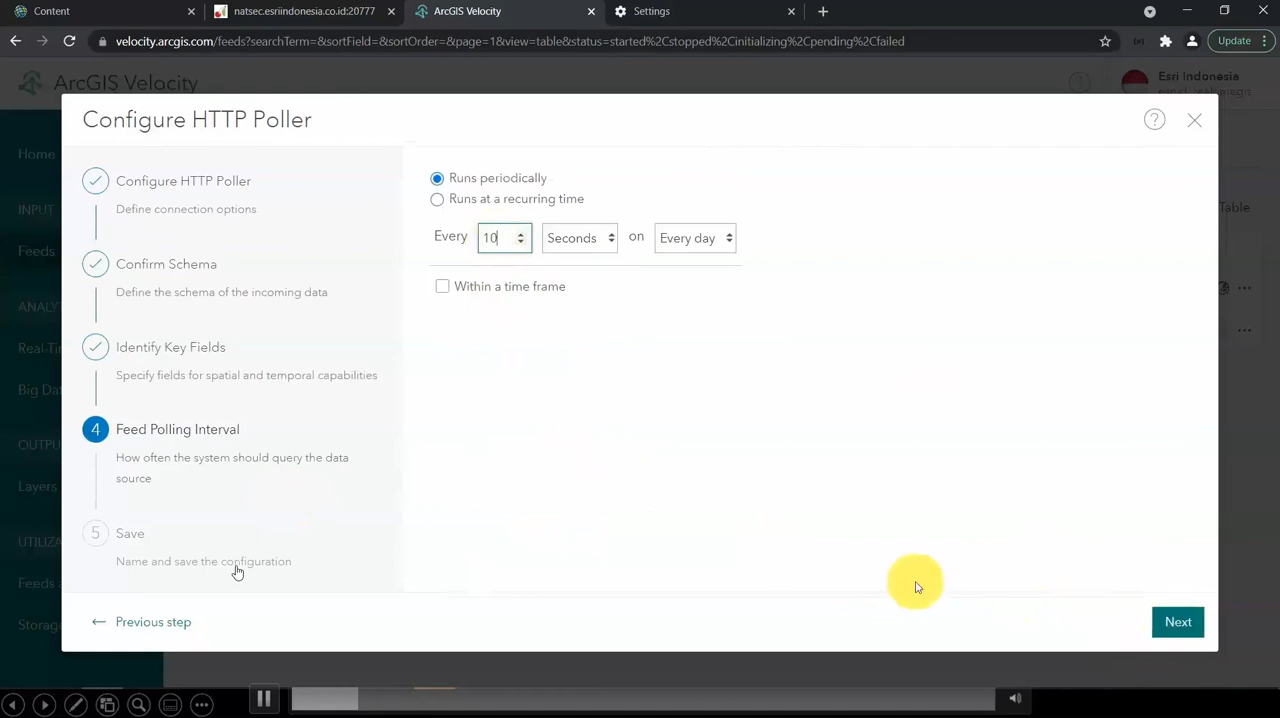 Content
natsec.esriindonesia.co.id:20777
ArcGIS Velocity
Settings
velocity.arcgis.com/feeds?searchTerm=&sortField=&sortOrder=&page=1&view=table&status=started%2Cstopped%2Cinitializing%2Cpending%2Cfailed
Update
ArcGIS Velocity
Esri Indonesia
Configure HTTP Poller
Home
INPUT
Feeds
Layers
Table
Configure HTTP Poller
Define connection options
Confirm Schema
Define the schema of the incoming data
Identify Key Fields
Specify fields for spatial and temporal capabilities
4
Feed Polling Interval
How often the system should query the data
source
5
Save
Name and save the configuration
Runs periodically
Runs at a recurring time
Every 10 Seconds on Every day
Within a time frame
Previous step
Next